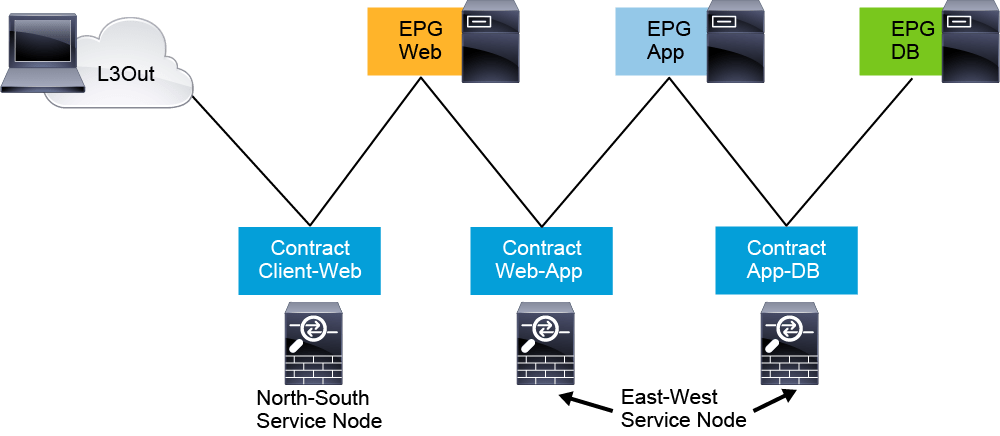 L3Out
EPG
Web
EPG
App
EPG
DB
Contract
Client-Web
Contract
Web-App
Contract
App-DB
North-South
Service Node
East-West
Service Node